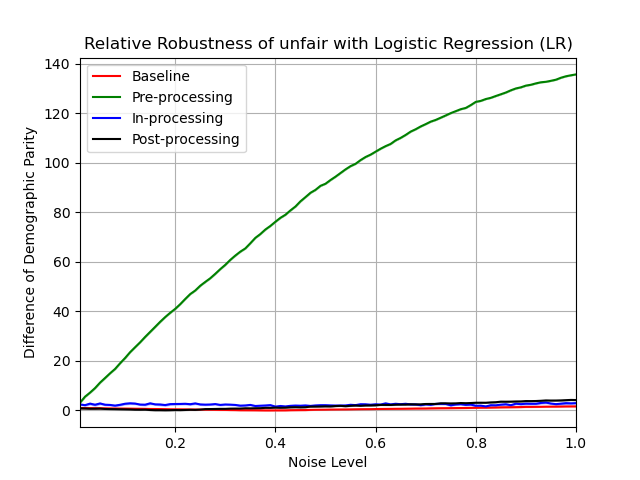 Relative Robustness of unfair with Logistic Regression (LR)
Difference of Demographic Parity
140
120
100
80
60
40
20
0
Baseline
Pre-processing
In-processing
Post-processing
0.2
0.4
0.6
0.8
1.0
Noise Level